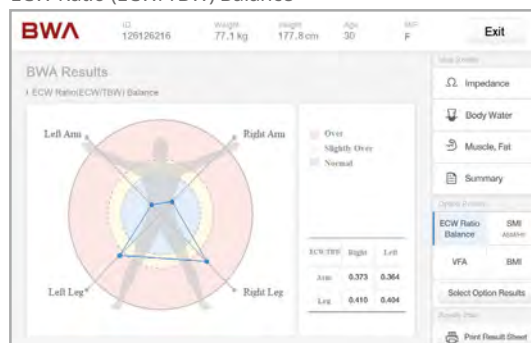 ECW Ratio (ECW/TBW) Balance
BWA
ID
126126216
Weight
77.1 kg
Height
177.8 cm
Age
30
M/F
F
Exit
BWA Results
ECW Ratio(ECW/TBW) Balance
Left Arm
Right Arm
Left Leg
Right Leg
Over
Slightly Over
Normal
ECW/TBW Right Left
Arm 0.373 0.364
Leg 0.410 0.404
Impedance
Body Water
Muscle, Fat
Summary
ECW Ratio
Balance
SMI
VFA
BMI
Select Option Results
Print Result Sheet